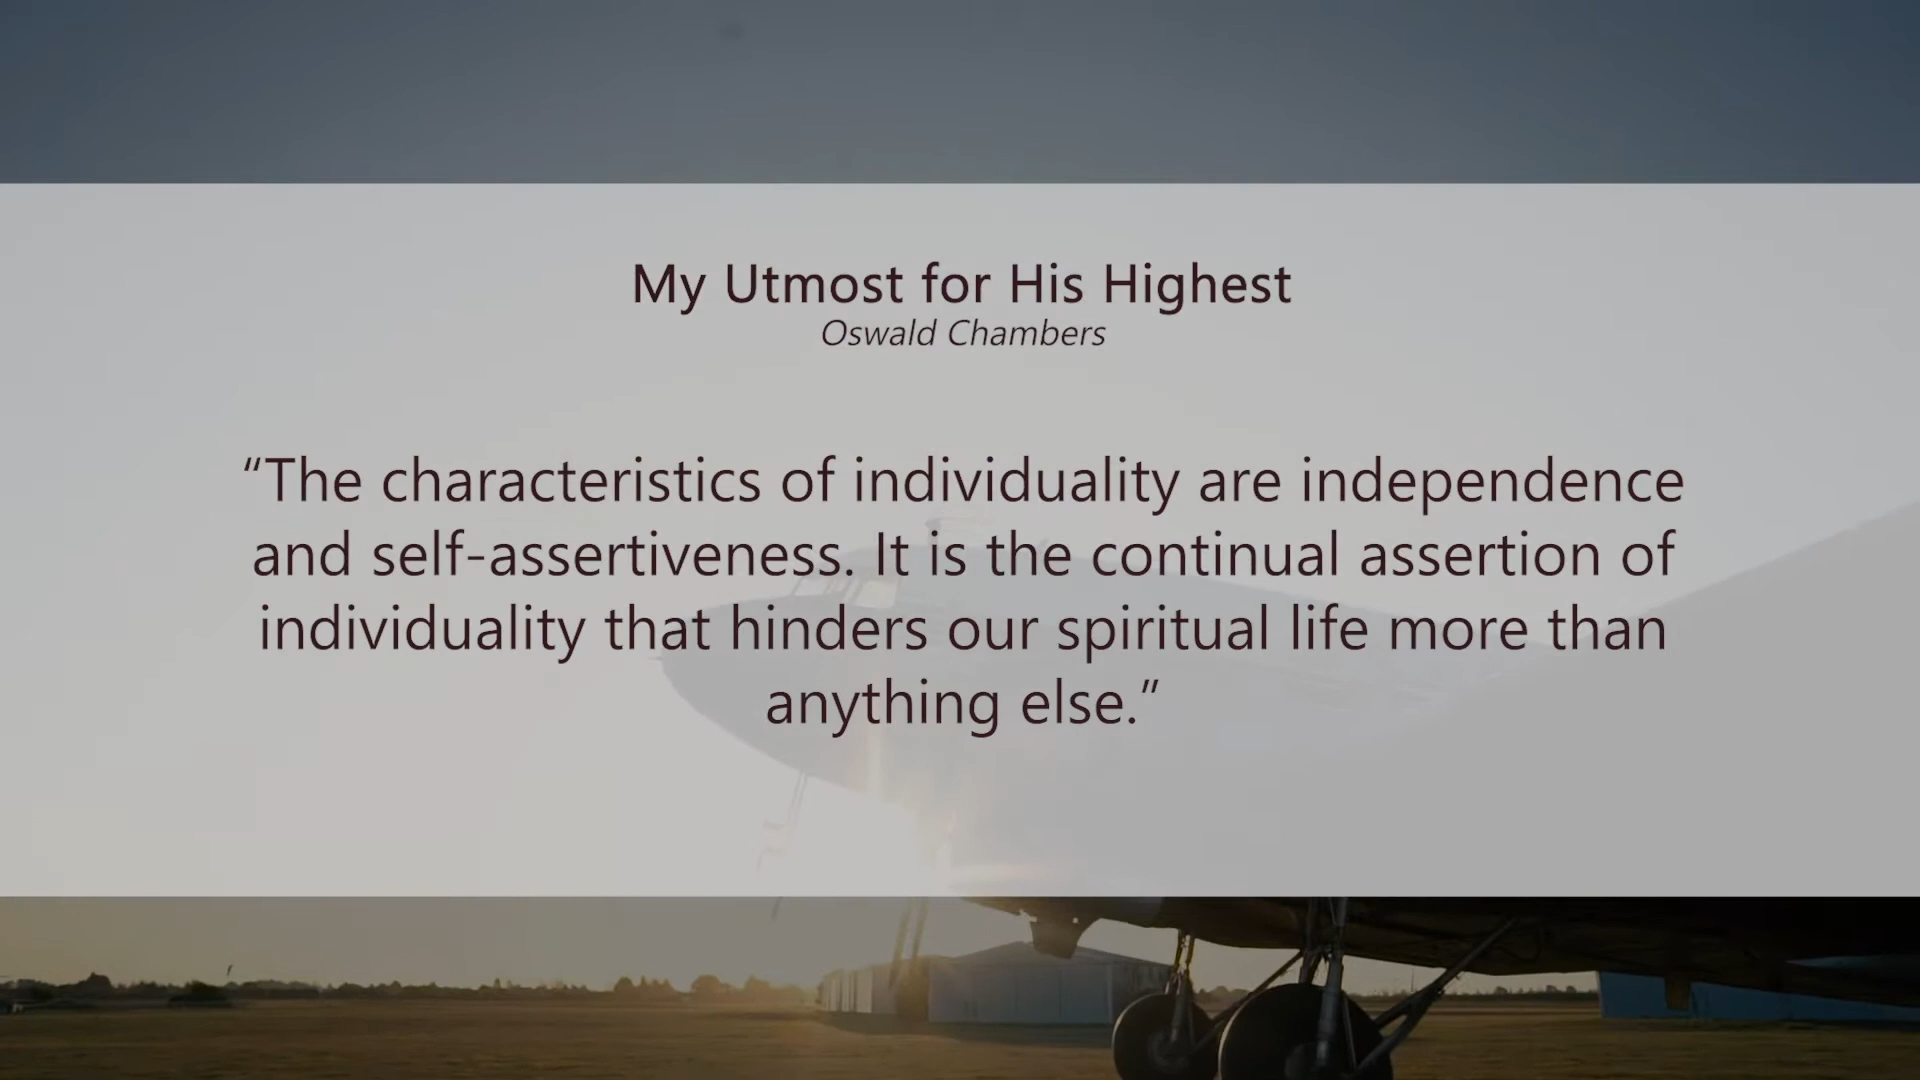 My Utmost for His Highest
Oswald Chambers
“The characteristics of individuality are independence
and self-assertiveness. It is the continual assertion of
individuality that hinders our spiritual life more than
anything else.”